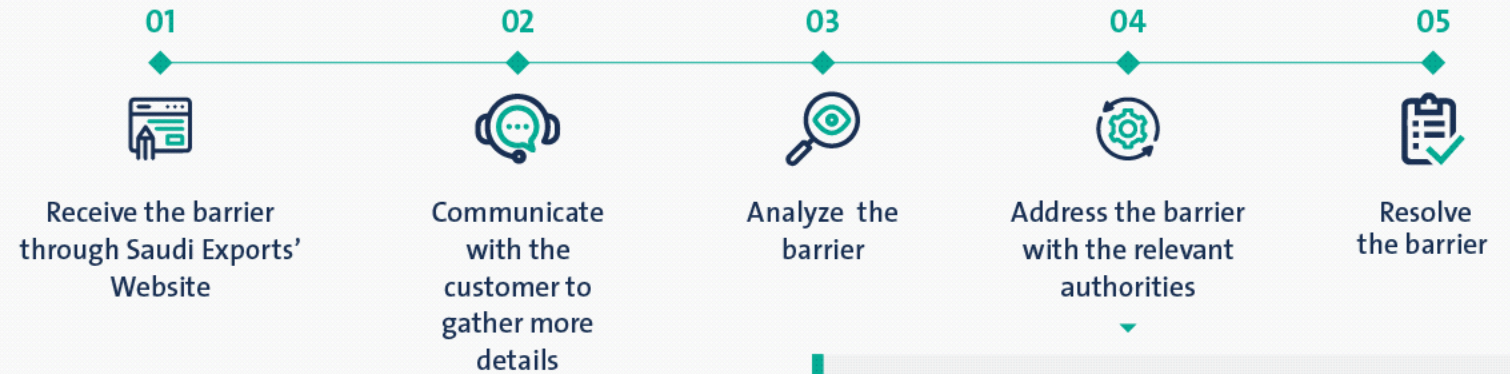 01
Receive the barrier
through Saudi Exports’
Website
02
Communicate
with the
customer to
gather more
details
03
Analyze the
barrier
04
Address the barrier
with the relevant
authorities
05
Resolve
the barrier